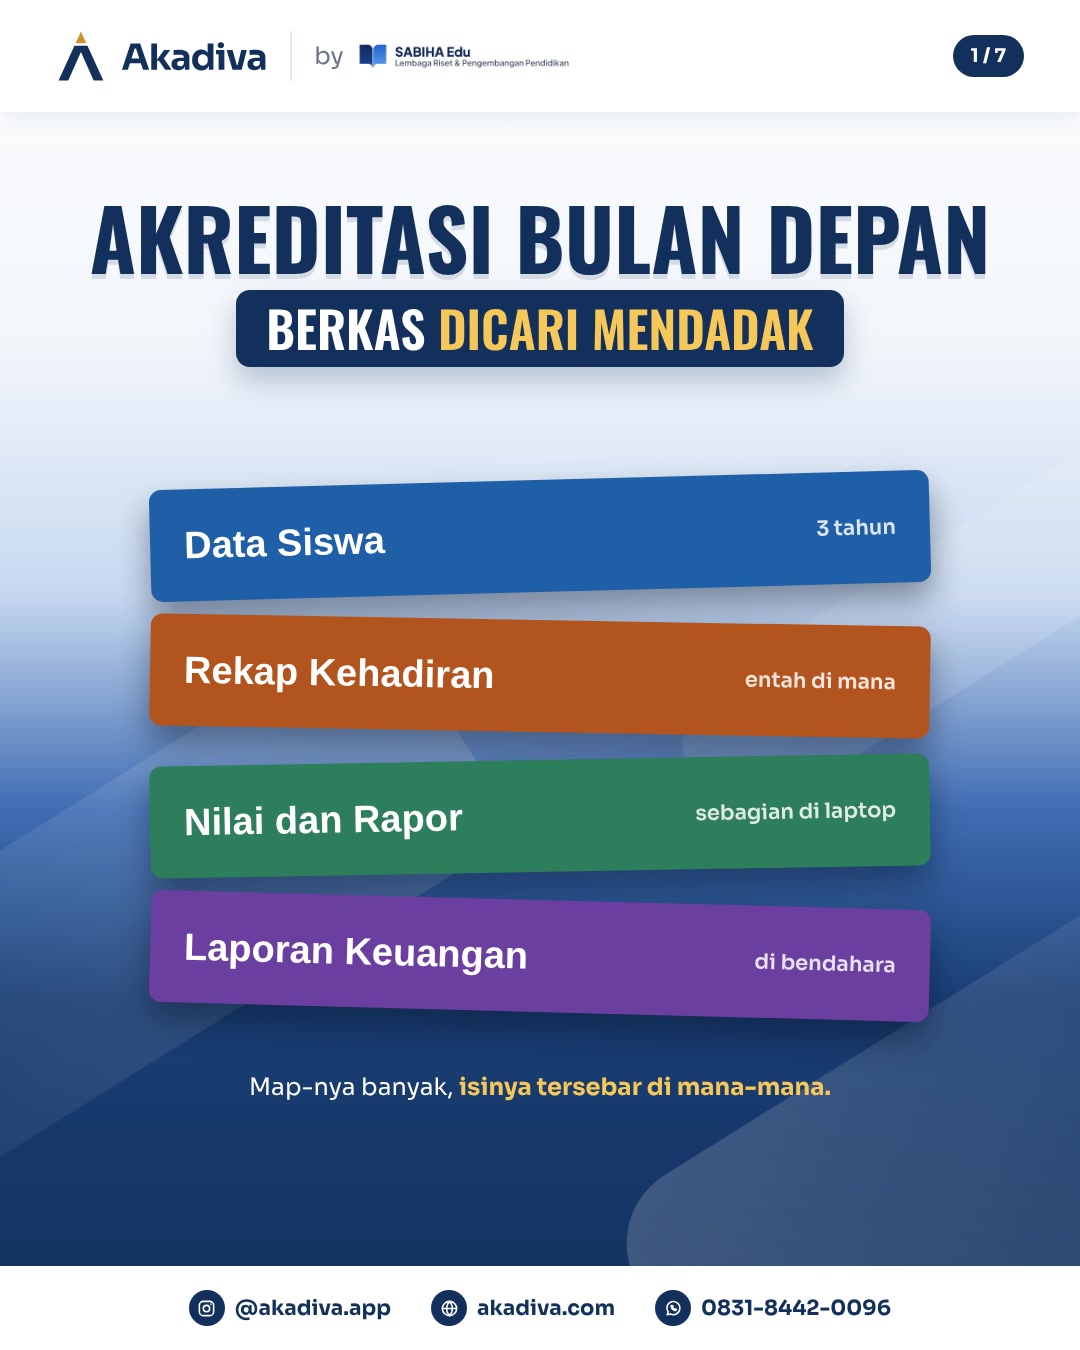 Akadiva
by
SABIHA Edu
Lembaga Riset & Pengembangan Pendidikan
1 / 7
AKREDITASI BULAN DEPAN
BERKAS DICARI MENDADAK
Data Siswa
3 tahun
Rekap Kehadiran
entah di mana
Nilai dan Rapor
sebagian di laptop
Laporan Keuangan
di bendahara
Map-nya banyak, isinya tersebar di mana-mana.
@akadiva.app
akadiva.com
0831-8442-0096